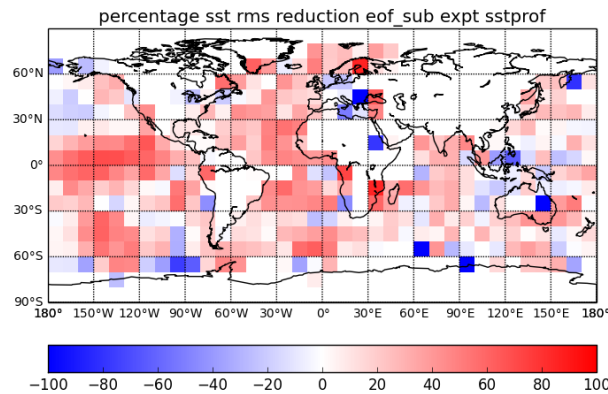 percentage sst rms reduction eof_sub expt sstprof
60°N
30°N
0°
30°S
60°S
90°S
180° 150°W 120°W 90°W 60°W 30°W 0° 30°E 60°E 90°E 120°E 150°E 180°
−100 −80 −60 −40 −20 0 20 40 60 80 100